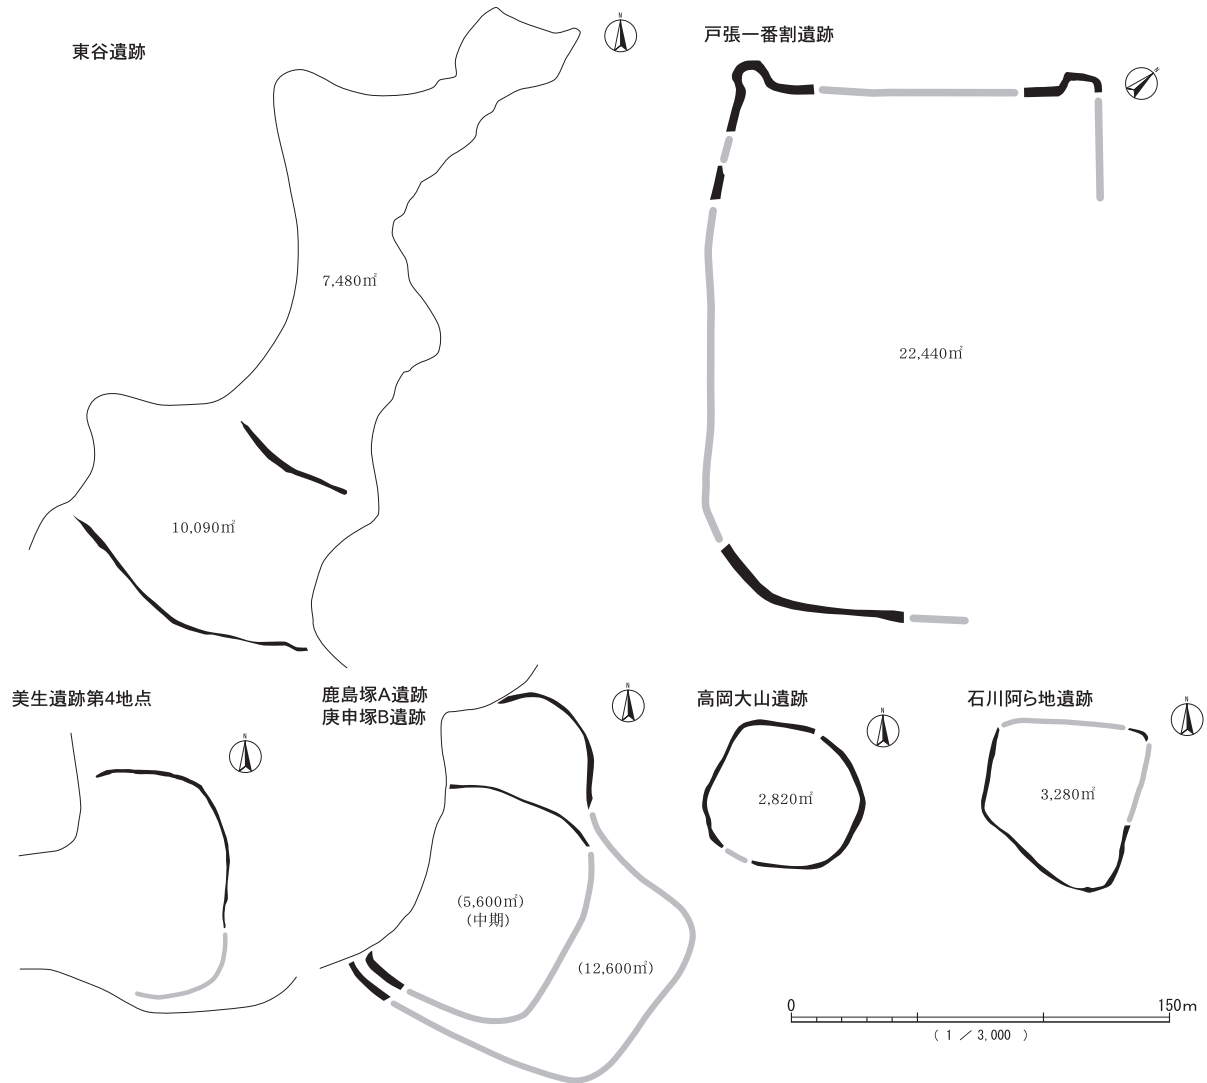 東谷遺跡
N
戸張一番割遺跡
N
7,480㎡
22,440㎡
10,090㎡
美生遺跡第4地点
N
鹿島塚A遺跡
庚申塚B遺跡
N
高岡大山遺跡
N
石川阿ら地遺跡
N
2,820㎡
3,280㎡
(5,600㎡)
(中期)
(12,600㎡)
0
150m
( 1 / 3,000 )